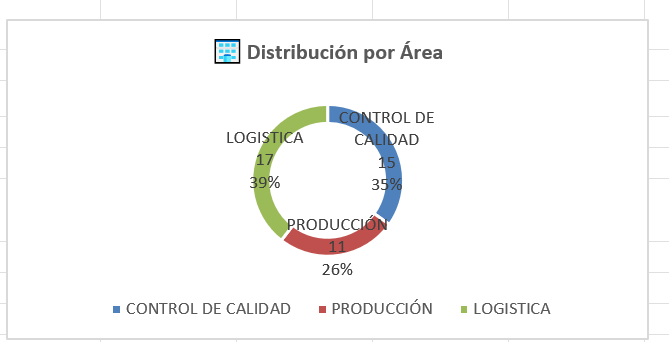 Distribución por Área
CONTROL DE
CALIDAD
15
35%
PRODUCCIÓN
11
26%
LOGISTICA
17
39%
CONTROL DE CALIDAD
PRODUCCIÓN
LOGISTICA